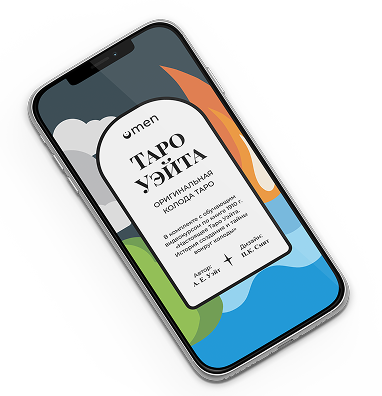 omen
ТАРО
УЭЙТА
ОРИГИНАЛЬНАЯ
КОЛОДА ТАРО
В комплекте с обучающим
видеокурсом по книге 1910 г.
«Настоящее Таро Уэйта:
История создания и тайны
вокруг колоды»
Автор:
А. Е. Уэйт
Дизайн:
П.К. Смит